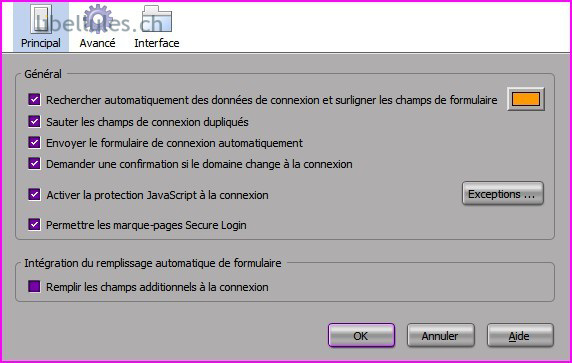 libellules.ch
Principal Avancé Interface
Général
Rechercher automatiquement des données de connexion et surligner les champs de formulaire
Sauter les champs de connexion dupliqués
Envoyer le formulaire de connexion automatiquement
Demander une confirmation si le domaine change à la connexion
Activer la protection JavaScript à la connexion Exceptions ...
Permettre les marque-pages Secure Login
Intégration du remplissage automatique de formulaire
Remplir les champs additionnels à la connexion
OK Annuler Aide